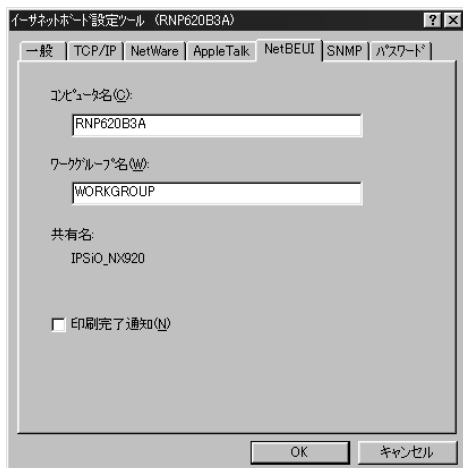 イーサネットボード設定ツール (RNP620B3A)
一般 TCP/IP NetWare AppleTalk NetBEUI SNMP パスワード
コンピュータ名(C):
RNP620B3A
ワークグループ名(W):
WORKGROUP
共有名:
IPSiO_NX920
印刷完了通知(N)
OK キャンセル